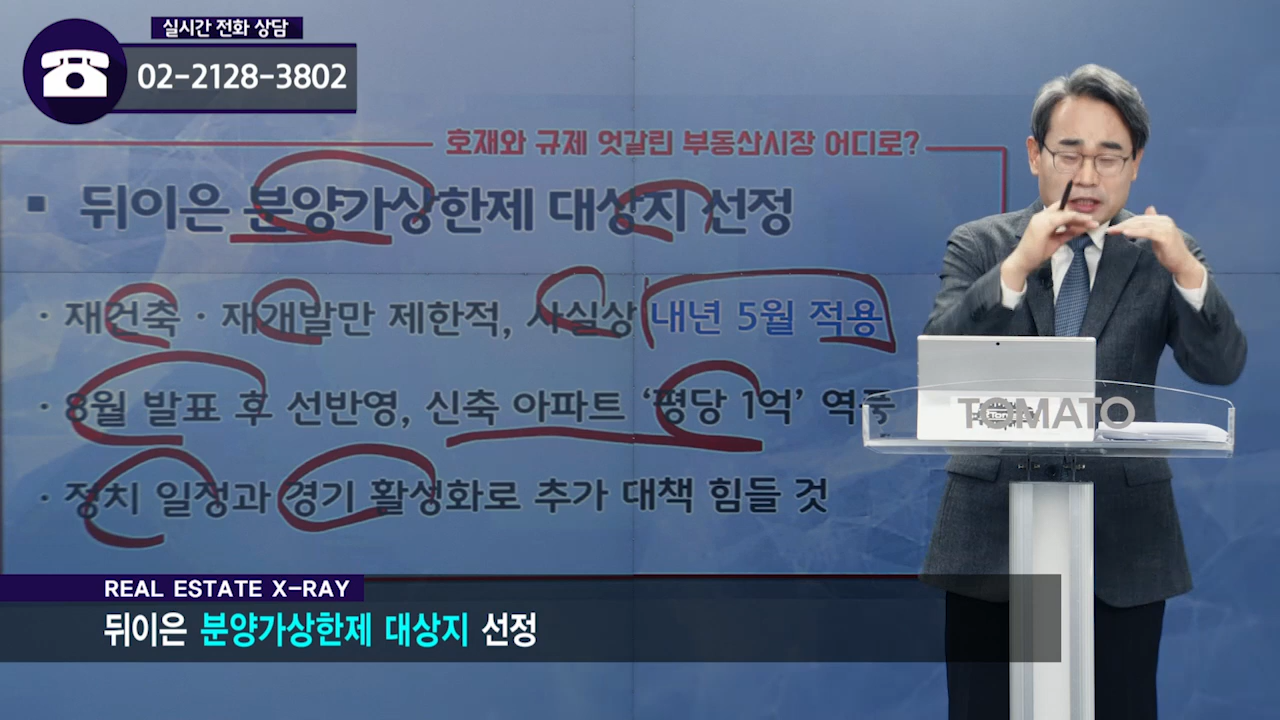 실시간 전화 상담
02-2128-3802
호재와 규제 엇갈린 부동산시장 어디로?
▪ 뒤이은 분양가상한제 대상지 선정
· 재건축 · 재개발만 제한적, 사실상 내년 5월 적용
· 8월 발표 후 선반영, 신축 아파트 ‘평당 1억’ 역풍
· 정치 일정과 경기 활성화로 추가 대책 힘들 것
TOMATO
REAL ESTATE X-RAY
뒤이은 분양가상한제 대상지 선정